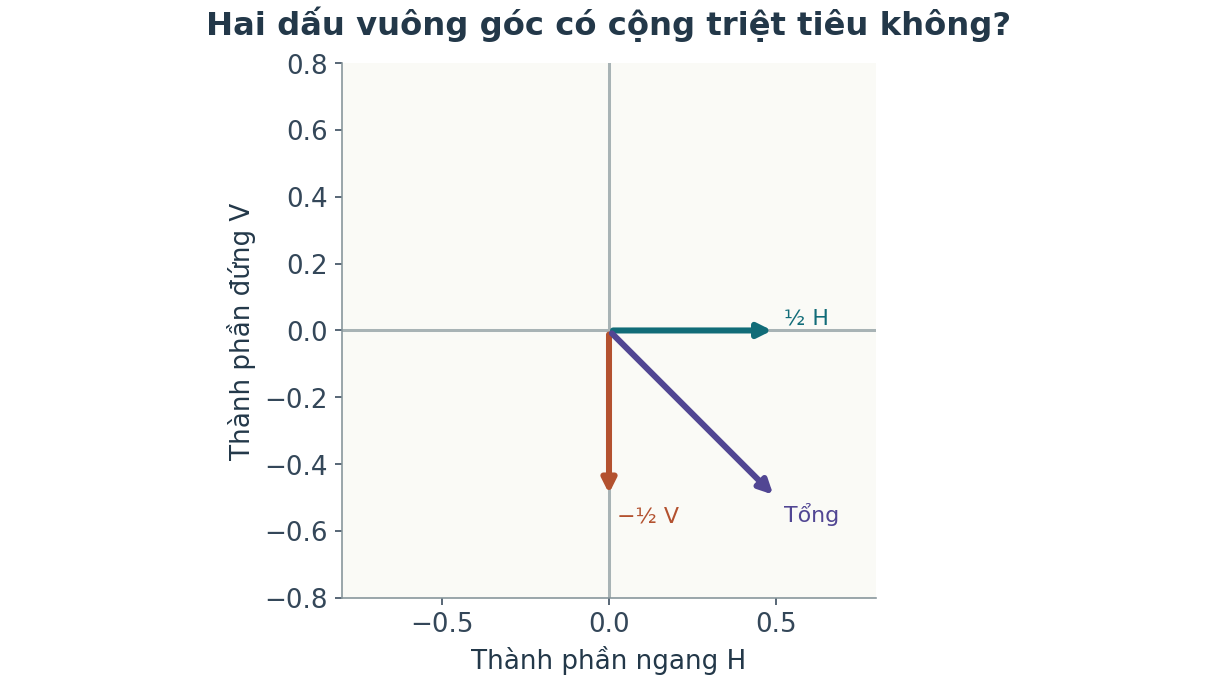 Hai dấu vuông góc có cộng triệt tiêu không?
0.8
0.6
0.4
0.2
0.0
−0.2
−0.4
−0.6
−0.8
Thành phần đứng V
½ H
−½ V
Tổng
−0.5
0.0
0.5
Thành phần ngang H